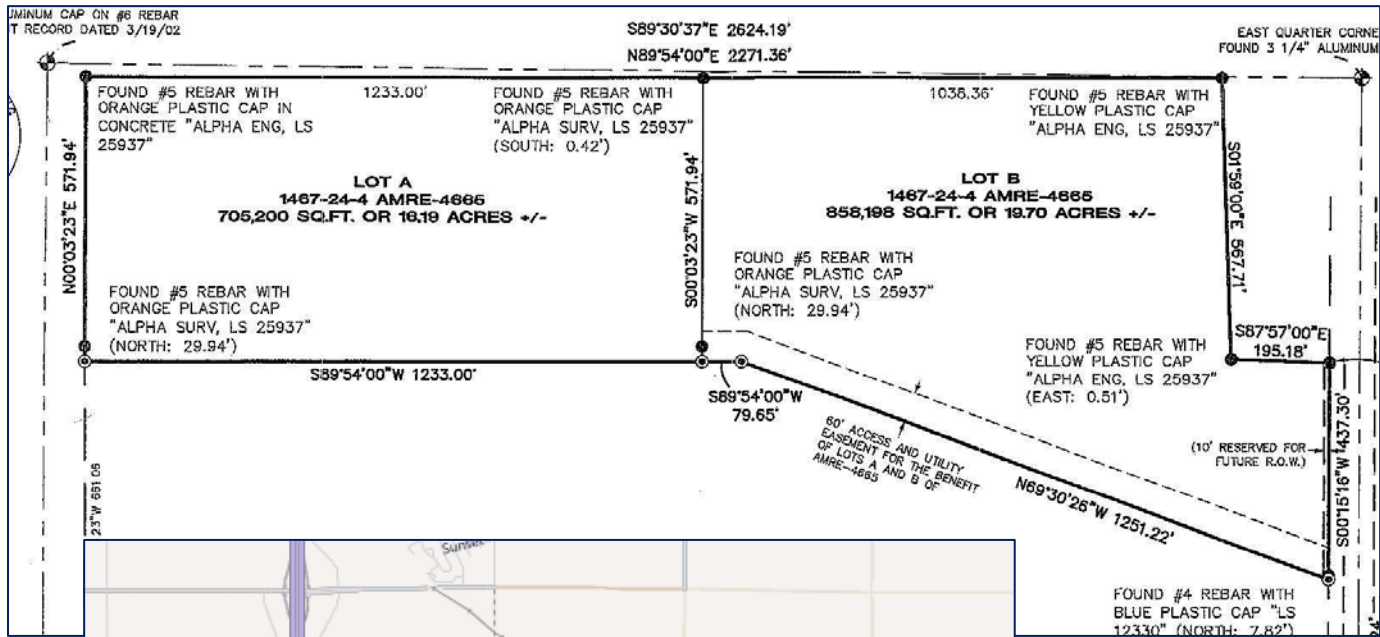 ALUMINUM CAP ON #6 REBAR
RECORD DATED 3/19/02
S89°30'37"E 2624.19'
N89°54'00"E 2271.36'
EAST QUARTER CORNE
FOUND 3 1/4" ALUMINUM
FOUND #5 REBAR WITH
ORANGE PLASTIC CAP IN
CONCRETE "ALPHA ENG, LS
25937"
1233.00'
FOUND #5 REBAR WITH
ORANGE PLASTIC CAP
"ALPHA SURV, LS 25937"
(SOUTH: 0.42')
1038.36'
FOUND #5 REBAR WITH
YELLOW PLASTIC CAP
"ALPHA ENG, LS 25937"
N00°03'23"E 571.94'
LOT A
1467-24-4 AMRE-4665
705,200 SQ.FT. OR 16.19 ACRES +/-
S00°03'23"W 571.94'
LOT B
1467-24-4 AMRE-4665
858,198 SQ.FT. OR 19.70 ACRES +/-
S01°59'00"E 567.71'
FOUND #5 REBAR WITH
ORANGE PLASTIC CAP
"ALPHA SURV, LS 25937"
(NORTH: 29.94')
FOUND #5 REBAR WITH
ORANGE PLASTIC CAP
"ALPHA SURV, LS 25937"
(NORTH: 29.94')
FOUND #5 REBAR WITH
YELLOW PLASTIC CAP
"ALPHA ENG, LS 25937"
(EAST: 0.51')
S87°57'00"E
195.18'
S89°54'00"W 1233.00'
S89°54'00"W
79.65'
60' ACCESS AND UTILITY
EASEMENT FOR THE BENEFIT
OF LOTS A AND B OF
AMRE-4665
N69°30'26"W 1251.22'
(10' RESERVED FOR
FUTURE R.O.W.)
S00°15'16"W 437.30'
23"W 661.06
FOUND #4 REBAR WITH
BLUE PLASTIC CAP "LS
12330" (NORTH: 7.82')